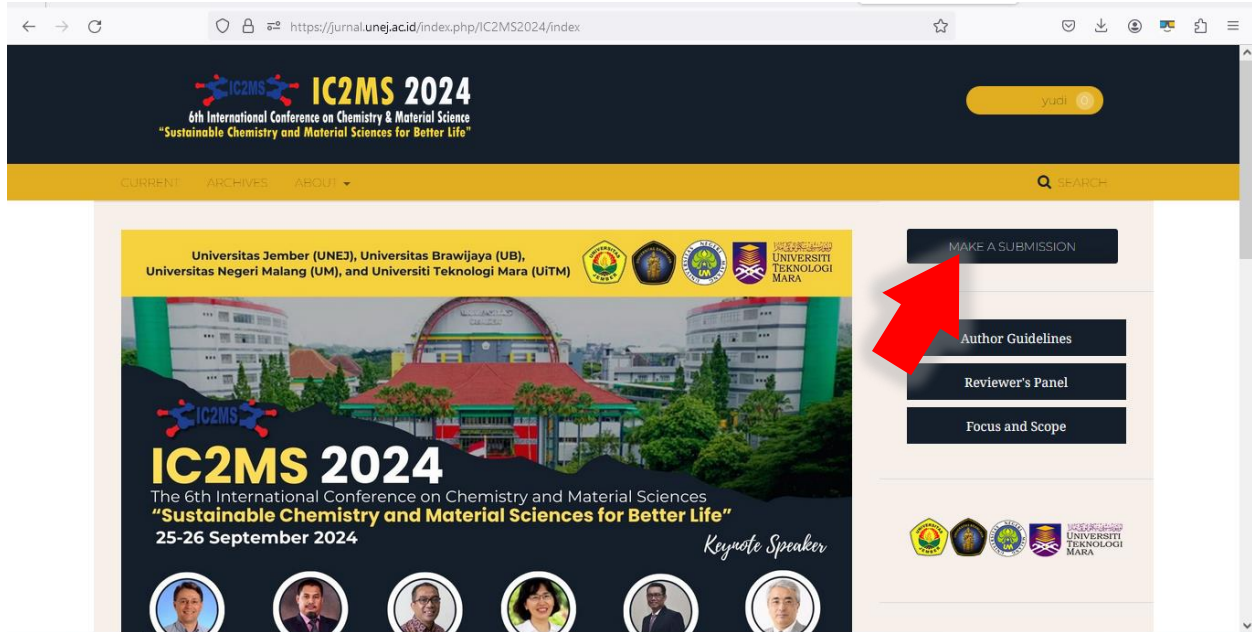 https://jurnal.unej.ac.id/index.php/IC2MS2024/index
IC2MS IC2MS 2024
6th International Conference on Chemistry & Material Science
"Sustainable Chemistry and Material Sciences for Better Life"
yudi 0
CURRENT ARCHIVES ABOUT
SEARCH
Universitas Jember (UNEJ), Universitas Brawijaya (UB),
Universitas Negeri Malang (UM), and Universiti Teknologi Mara (UiTM)
UNIVERSITI
TEKNOLOGI
MARA
IC2MS
IC2MS 2024
The 6th International Conference on Chemistry and Material Sciences
"Sustainable Chemistry and Material Sciences for Better Life"
25-26 September 2024
Keynote Speaker
MAKE A SUBMISSION
Author Guidelines
Reviewer's Panel
Focus and Scope
UNIVERSITI
TEKNOLOGI
MARA